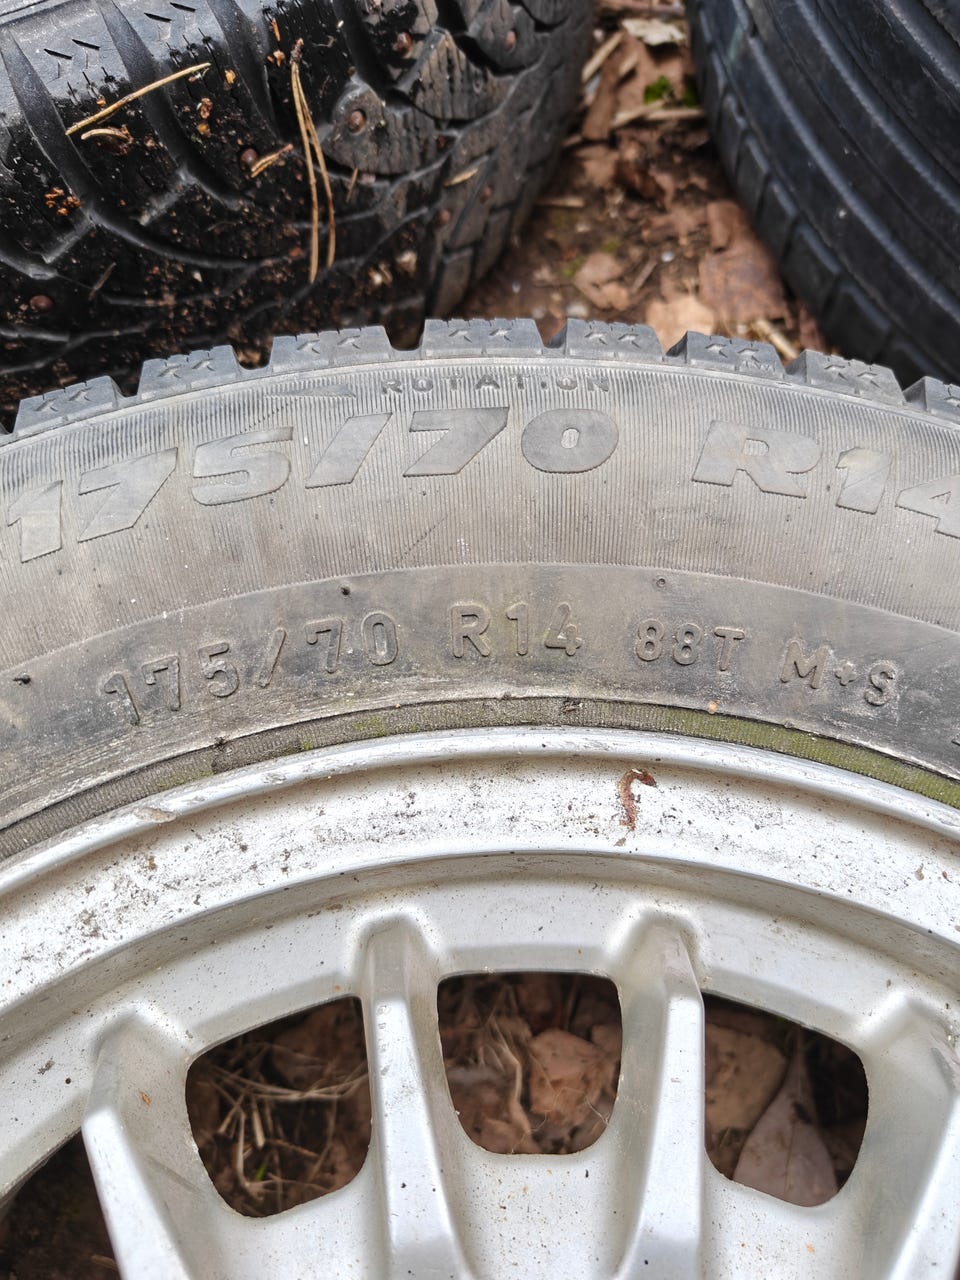 ROTATION
175/70 R14
175/70 R14 88T M+S